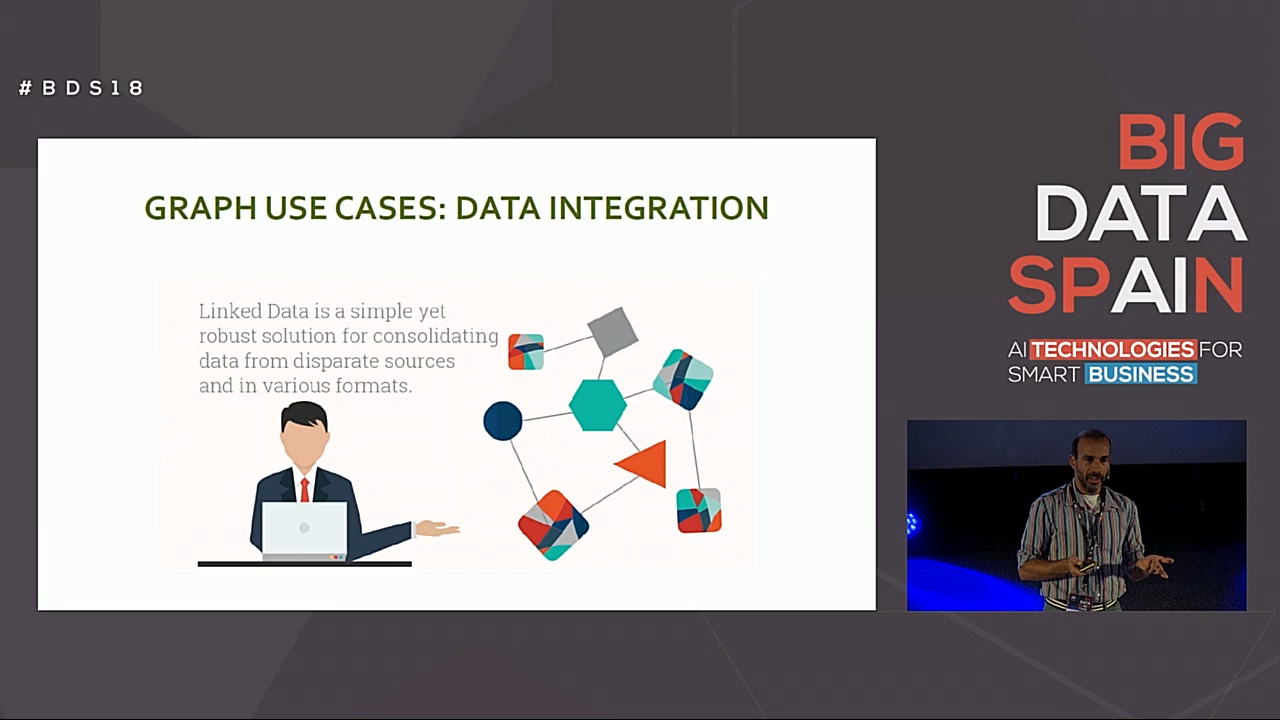 #BDS18
GRAPH USE CASES: DATA INTEGRATION
Linked Data is a simple yet
robust solution for consolidating
data from disparate sources
and in various formats.
BIG
DATA
SPAIN
AI TECHNOLOGIES FOR
SMART BUSINESS